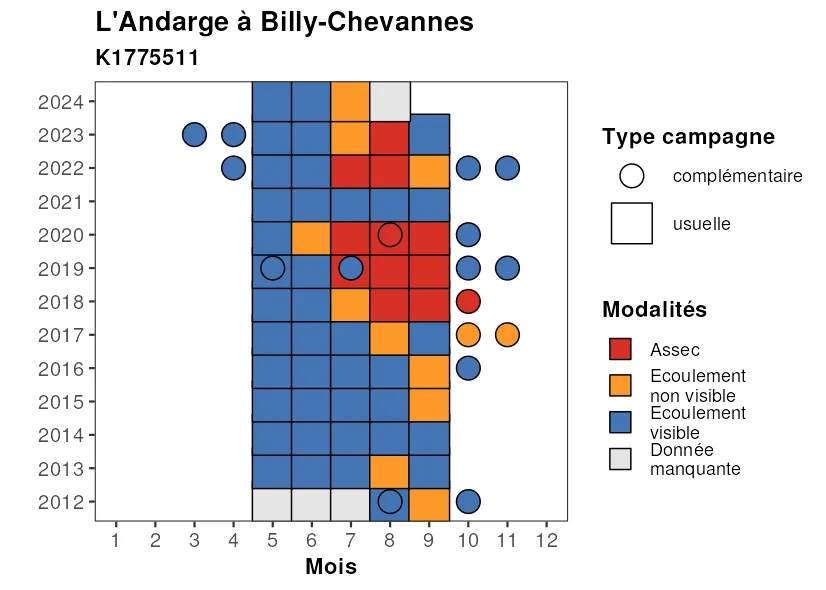 L'Andarge à Billy-Chevannes
K1775511
2024
2023
2022
2021
2020
2019
2018
2017
2016
2015
2014
2013
2012
1 2 3 4 5 6 7 8 9 10 11 12
Mois
Type campagne
complémentaire
usuelle
Modalités
Assec
Ecoulement
non visible
Ecoulement
visible
Donnée
manquante